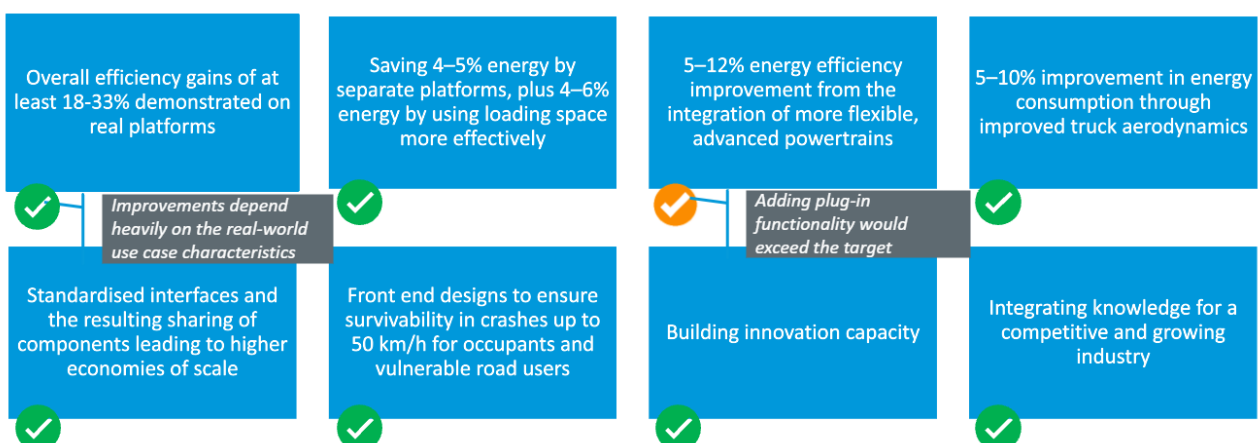 Overall efficiency gains of at
least 18-33% demonstrated on
real platforms
Saving 4–5% energy by
separate platforms, plus 4–6%
energy by using loading space
more effectively
5–12% energy efficiency
improvement from the
integration of more flexible,
advanced powertrains
5–10% improvement in energy
consumption through
improved truck aerodynamics
Improvements depend
heavily on the real-world
use case characteristics
Adding plug-in
functionality would
exceed the target
Standardised interfaces and
the resulting sharing of
components leading to higher
economies of scale
Front end designs to ensure
survivability in crashes up to
50 km/h for occupants and
vulnerable road users
Building innovation capacity
Integrating knowledge for a
competitive and growing
industry